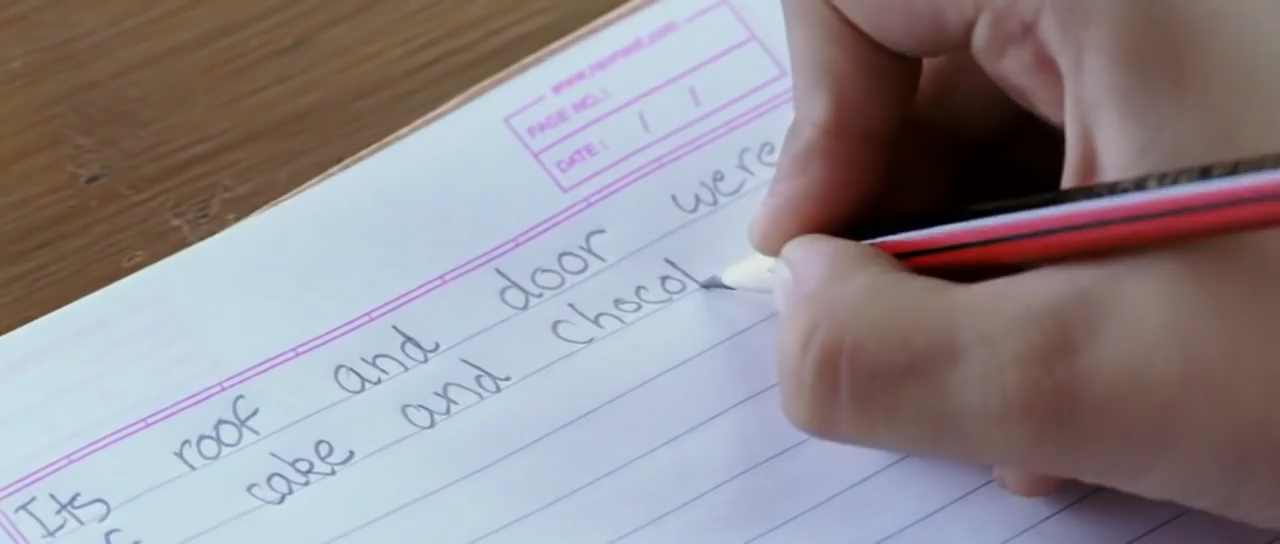 PAGE NO.:
DATE: / /
Its roof and door were
cake and chocol